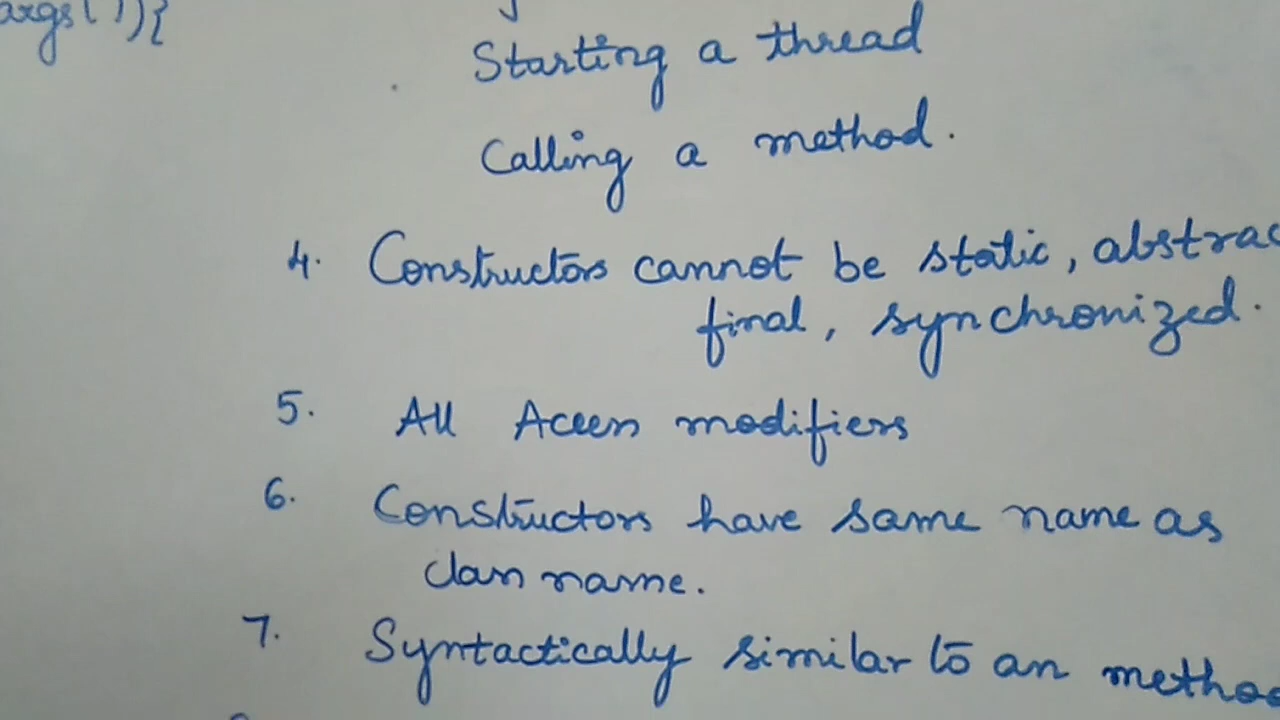 args( ){
Starting a thread
Calling a method.
4. Constructors cannot be static, abstrac
final, synchronized.
5. All Access modifiers
6. Constructors have same name as
class name.
7. Syntactically similar to an metho